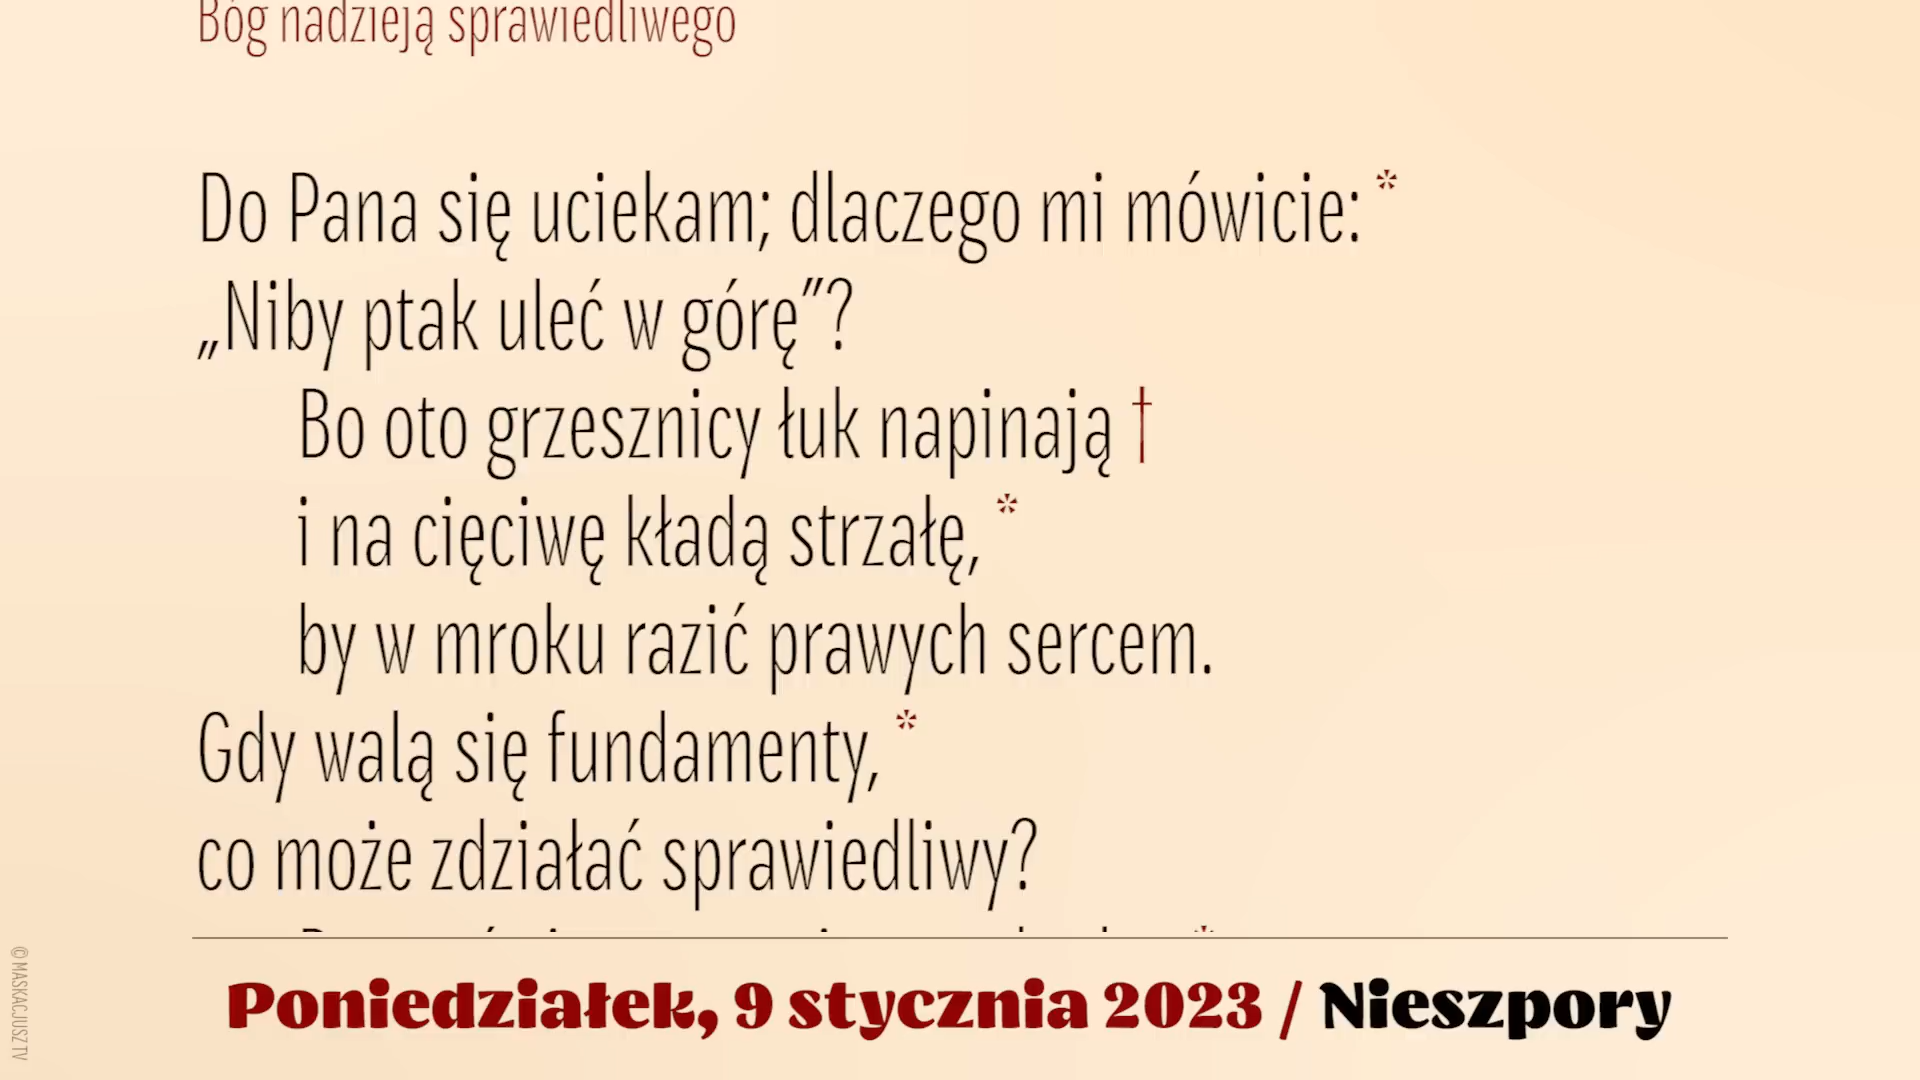 Bóg nadzieją sprawiedliwego
Do Pana się uciekam; dlaczego mi mówicie: *
„Niby ptak uleć w górę”?
Bo oto grzesznicy łuk napinają †
i na cięciwę kładą strzałę, *
by w mroku razić prawych sercem.
Gdy walą się fundamenty, *
co może zdziałać sprawiedliwy?
Poniedziałek, 9 stycznia 2023 / Nieszpory
© MASKACJUSZ TV